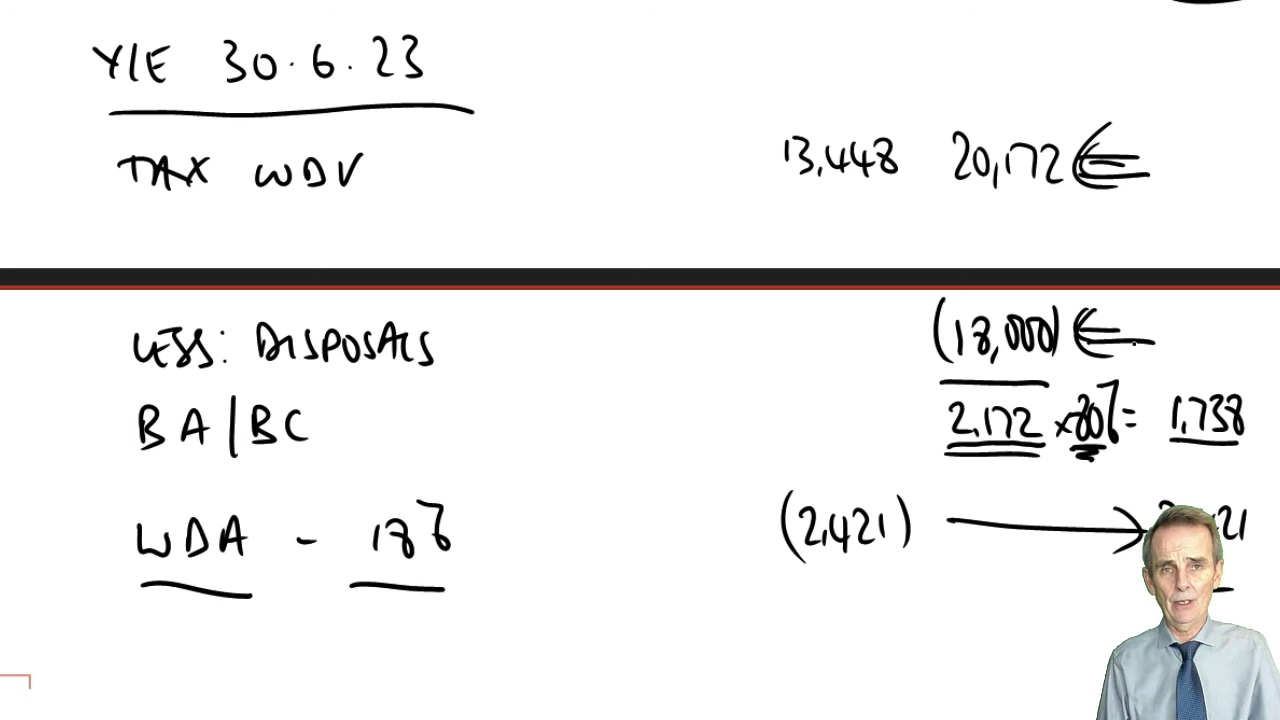 Y/E 30.6.23
TAX WDV 13,448 20,172
LESS: DISPOSALS (18,000)
BA/BC 2,172 x 80% = 1,738
WDA - 18% (2,421)